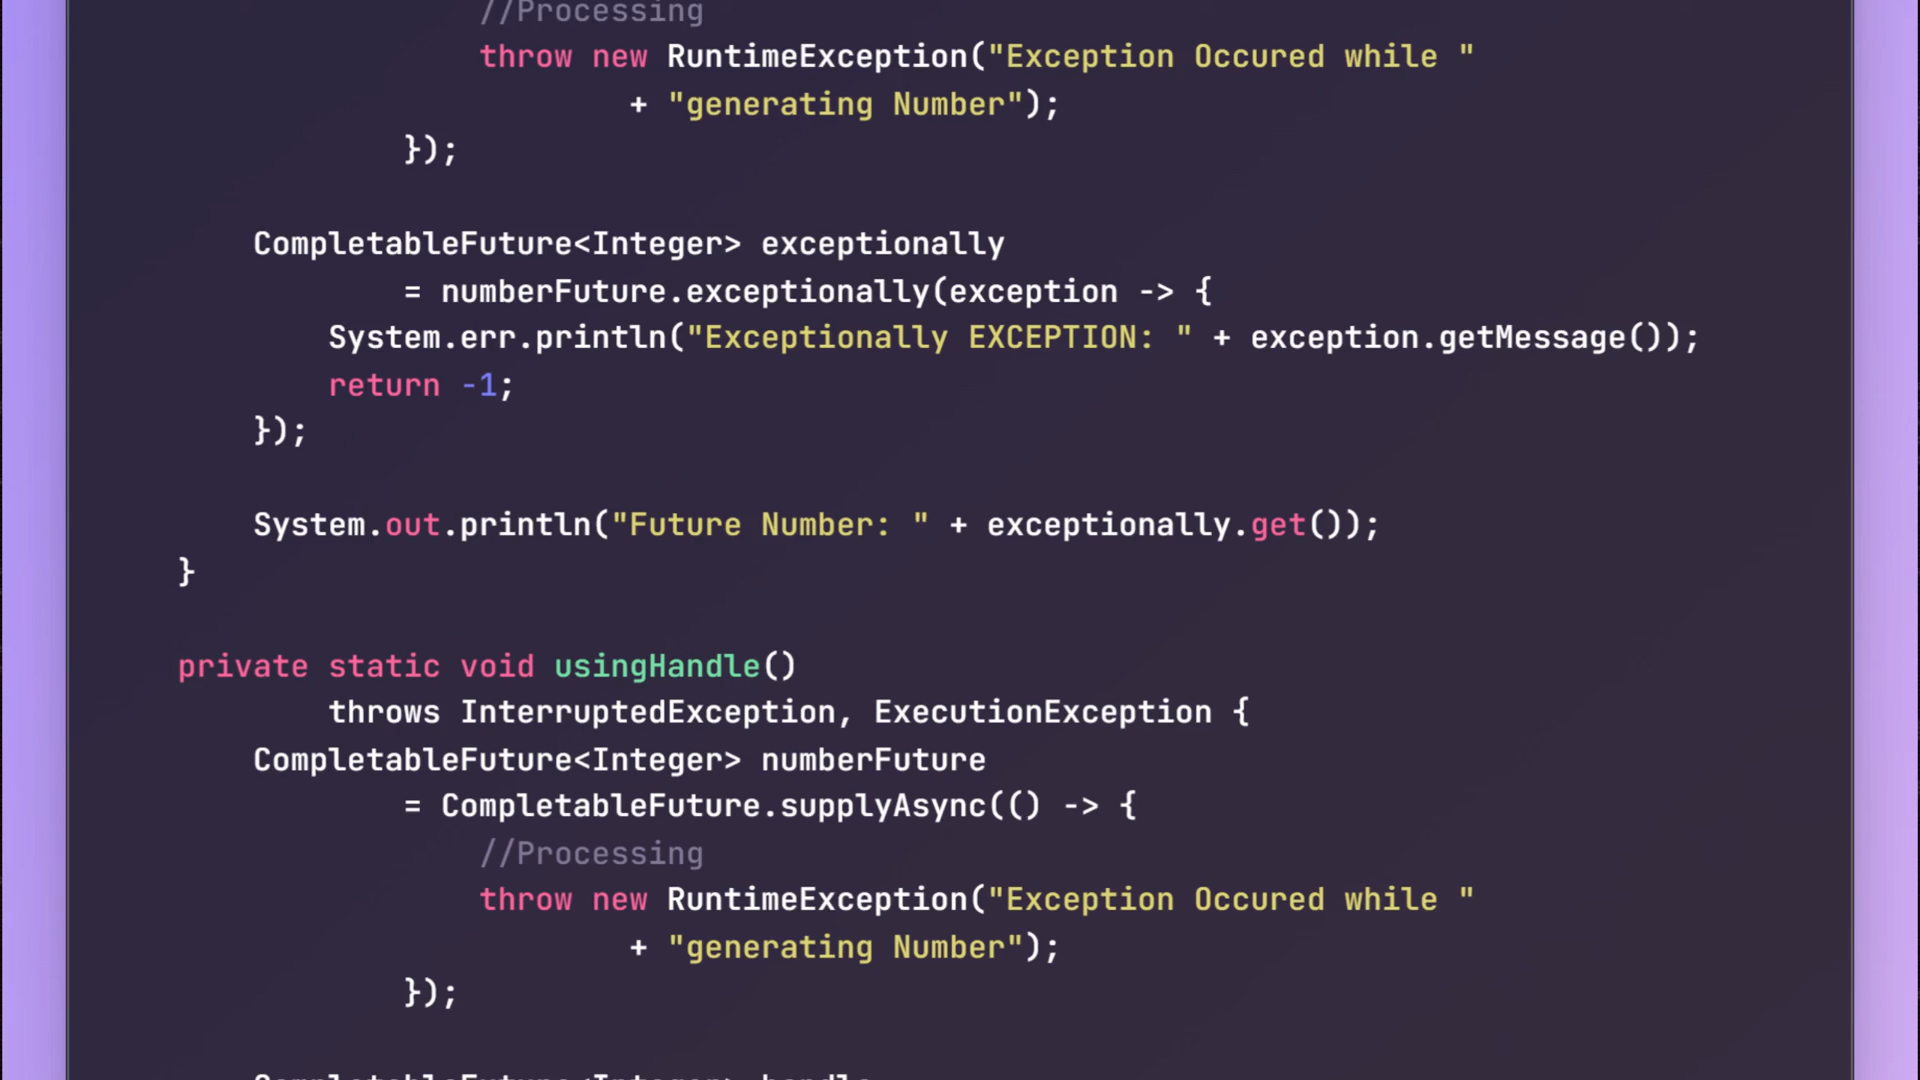 //Processing
throw new RuntimeException("Exception Occured while "
+ "generating Number");
});
CompletableFuture<Integer> exceptionally
= numberFuture.exceptionally(exception -> {
System.err.println("Exceptionally EXCEPTION: " + exception.getMessage());
return -1;
});
System.out.println("Future Number: " + exceptionally.get());
}
private static void usingHandle()
throws InterruptedException, ExecutionException {
CompletableFuture<Integer> numberFuture
= CompletableFuture.supplyAsync(() -> {
//Processing
throw new RuntimeException("Exception Occured while "
+ "generating Number");
});